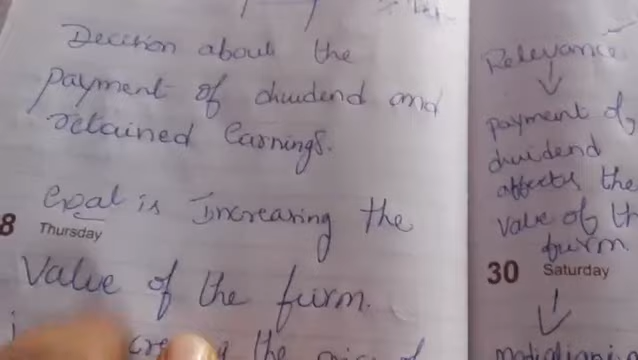 Decision about the
payment of dividend and
retained earnings.
Goal is Increasing the
8 Thursday
Value of the firm.
the
Relevance
payment of
dividend
affects the
value of th
firm
30 Saturday